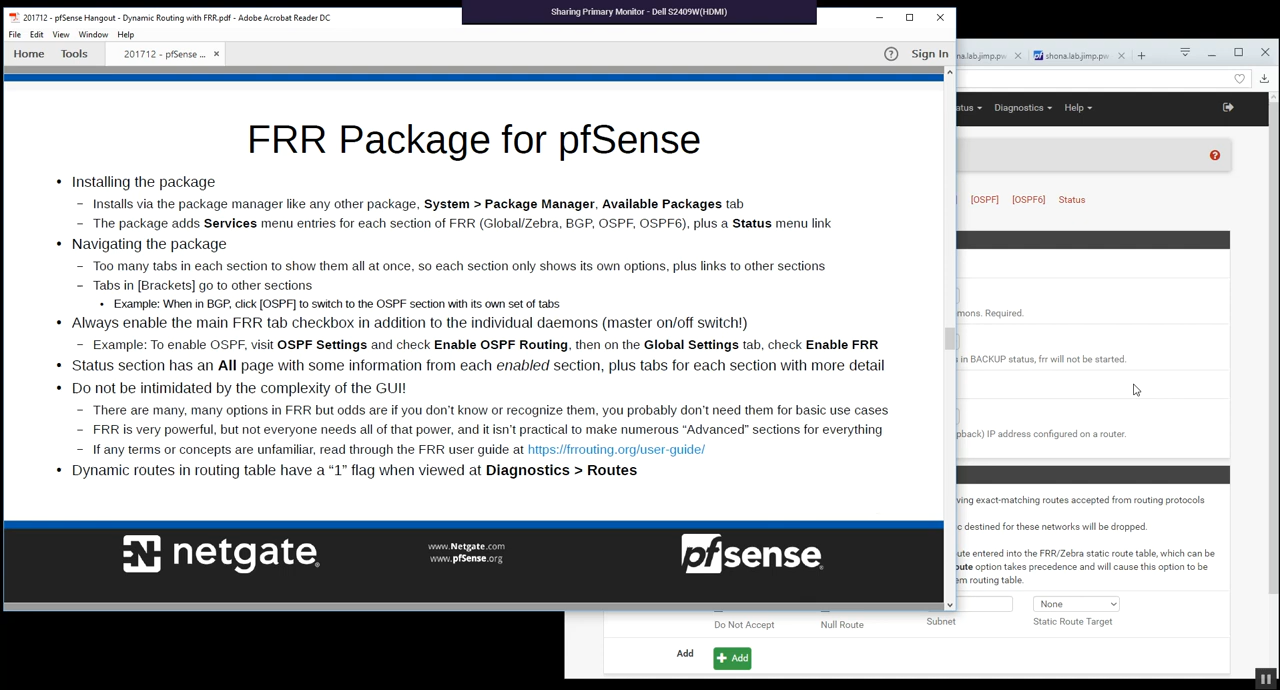 201712 - pfSense Hangout - Dynamic Routing with FRR.pdf - Adobe Acrobat Reader DC
Sharing Primary Monitor - Dell S2409W(HDMI)
File Edit View Window Help
Home Tools 201712 - pfSense ... × Sign In
na.lab.jimp.pw shona.lab.jimp.pw
atus Diagnostics Help
FRR Package for pfSense
• Installing the package
– Installs via the package manager like any other package, System > Package Manager, Available Packages tab
– The package adds Services menu entries for each section of FRR (Global/Zebra, BGP, OSPF, OSPF6), plus a Status menu link
• Navigating the package
– Too many tabs in each section to show them all at once, so each section only shows its own options, plus links to other sections
– Tabs in [Brackets] go to other sections
• Example: When in BGP, click [OSPF] to switch to the OSPF section with its own set of tabs
• Always enable the main FRR tab checkbox in addition to the individual daemons (master on/off switch!)
– Example: To enable OSPF, visit OSPF Settings and check Enable OSPF Routing, then on the Global Settings tab, check Enable FRR
• Status section has an All page with some information from each enabled section, plus tabs for each section with more detail
• Do not be intimidated by the complexity of the GUI!
– There are many, many options in FRR but odds are if you don’t know or recognize them, you probably don’t need them for basic use cases
– FRR is very powerful, but not everyone needs all of that power, and it isn’t practical to make numerous “Advanced” sections for everything
– If any terms or concepts are unfamiliar, read through the FRR user guide at https://frrouting.org/user-guide/
• Dynamic routes in routing table have a “1” flag when viewed at Diagnostics > Routes
netgate®
www.Netgate.com
www.pfSense.org
pfsense®
[OSPF] [OSPF6] Status
mons. Required.
s in BACKUP status, frr will not be started.
pback) IP address configured on a router.
ving exact-matching routes accepted from routing protocols
c destined for these networks will be dropped.
ute entered into the FRR/Zebra static route table, which can be
oute option takes precedence and will cause this option to be
em routing table.
None
Do Not Accept Null Route Subnet Static Route Target
Add + Add